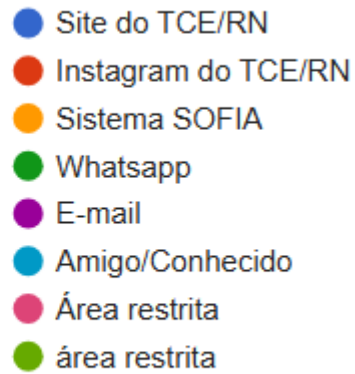 Site do TCE/RN
Instagram do TCE/RN
Sistema SOFIA
Whatsapp
E-mail
Amigo/Conhecido
Área restrita
área restrita